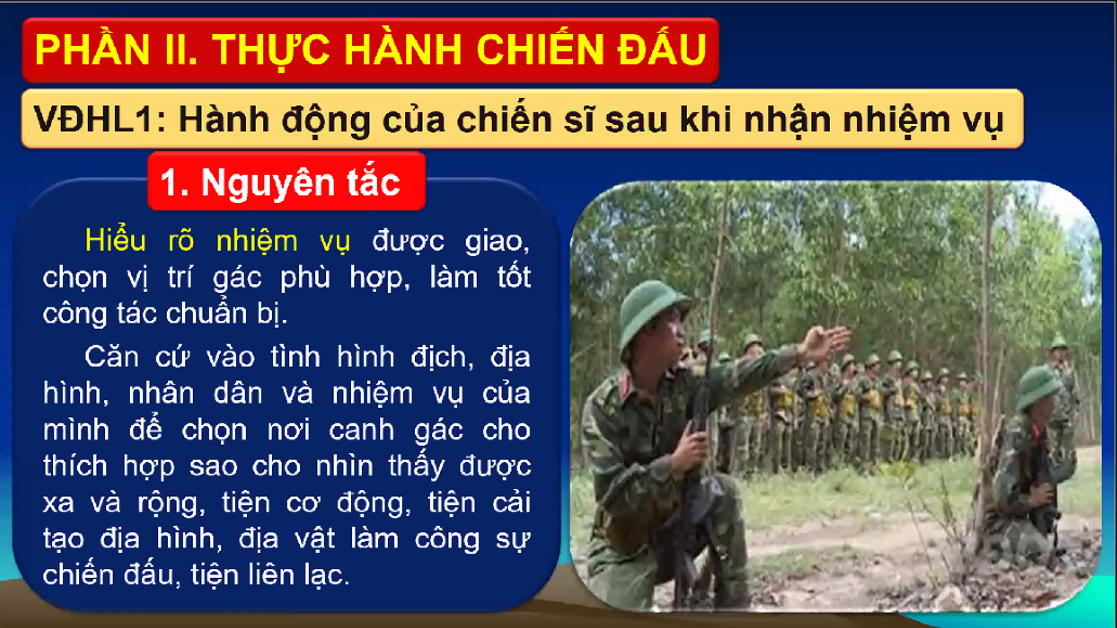 PHẦN II. THỰC HÀNH CHIẾN ĐẤU
VĐHL1: Hành động của chiến sĩ sau khi nhận nhiệm vụ
1. Nguyên tắc
Hiểu rõ nhiệm vụ được giao,
chọn vị trí gác phù hợp, làm tốt
công tác chuẩn bị.
Căn cứ vào tình hình địch, địa
hình, nhân dân và nhiệm vụ của
mình để chọn nơi canh gác cho
thích hợp sao cho nhìn thấy được
xa và rộng, tiện cơ động, tiện cải
tạo địa hình, địa vật làm công sự
chiến đấu, tiện liên lạc.